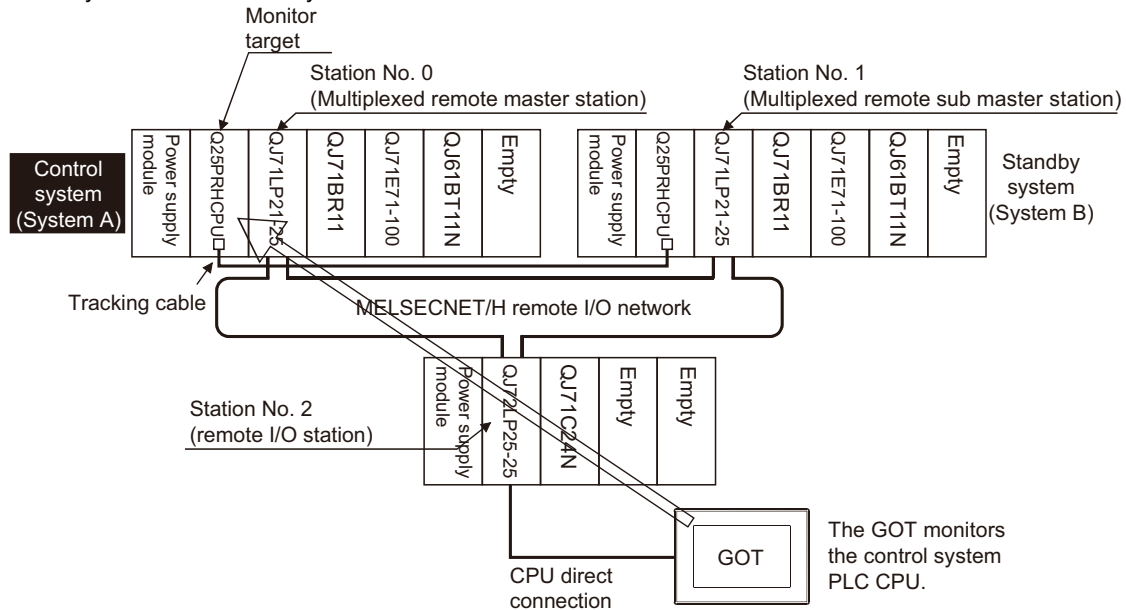 Monitor
target
Station No. 0
(Multiplexed remote master station)
Station No. 1
(Multiplexed remote sub master station)
Control
system
(System A)
Power supply
module
Q25PRHCPU
QJ71LP21-25
QJ71BR11
QJ71E71-100
QJ61BT11N
Empty
Power supply
module
Q25PRHCPU
QJ71LP21-25
QJ71BR11
QJ71E71-100
QJ61BT11N
Empty
Standby
system
(System B)
Tracking cable
MELSECNET/H remote I/O network
Station No. 2
(remote I/O station)
Power supply
module
QJ72LP25-25
QJ71C24N
Empty
Empty
GOT
CPU direct
connection
The GOT monitors
the control system
PLC CPU.